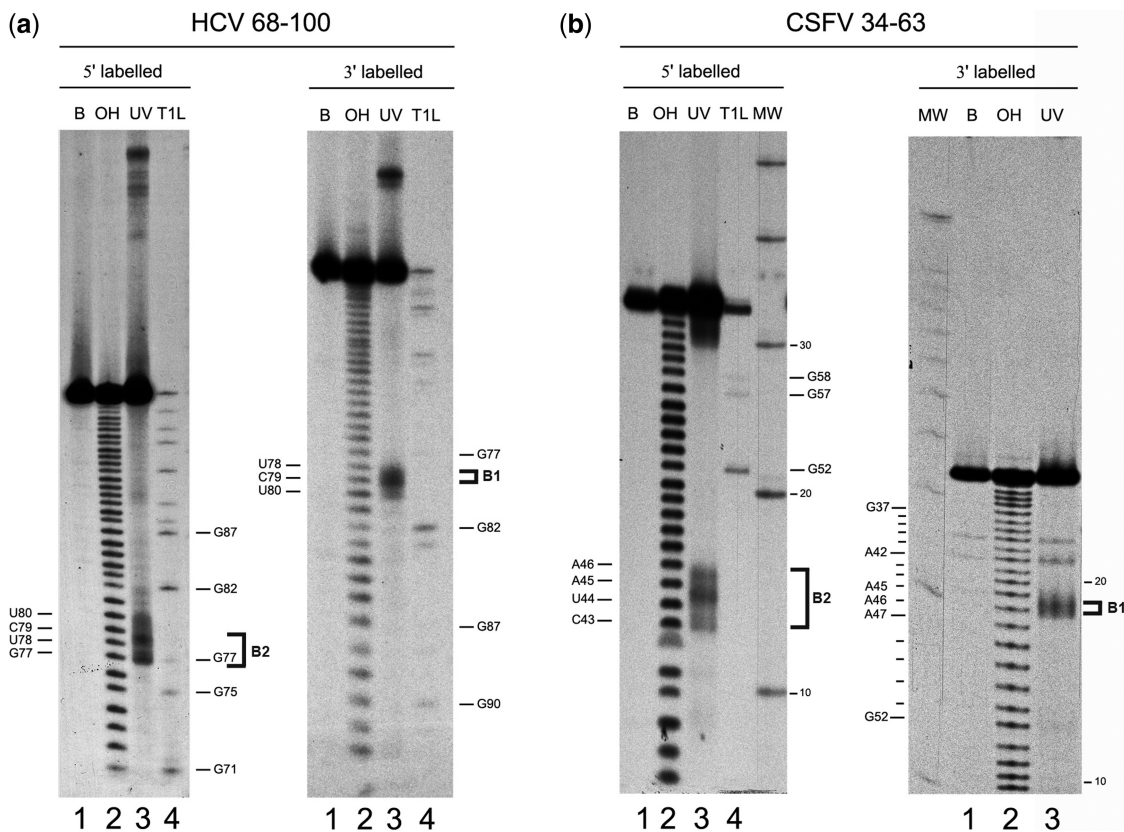 (a) HCV 68-100
5' labelled
B OH UV T1L
G87
G82
U80
C79
U78
G77
B2
G77
G75
G71
1 2 3 4
3' labelled
B OH UV T1L
G77
U78
C79
U80
B1
G82
G87
G90
1 2 3 4
(b) CSFV 34-63
5' labelled
B OH UV T1L MW
30
G58
G57
G52
20
A46
A45
U44
C43
B2
10
1 2 3 4
3' labelled
MW B OH UV
G37
A42
A45
A46
A47
20
B1
G52
10
1 2 3